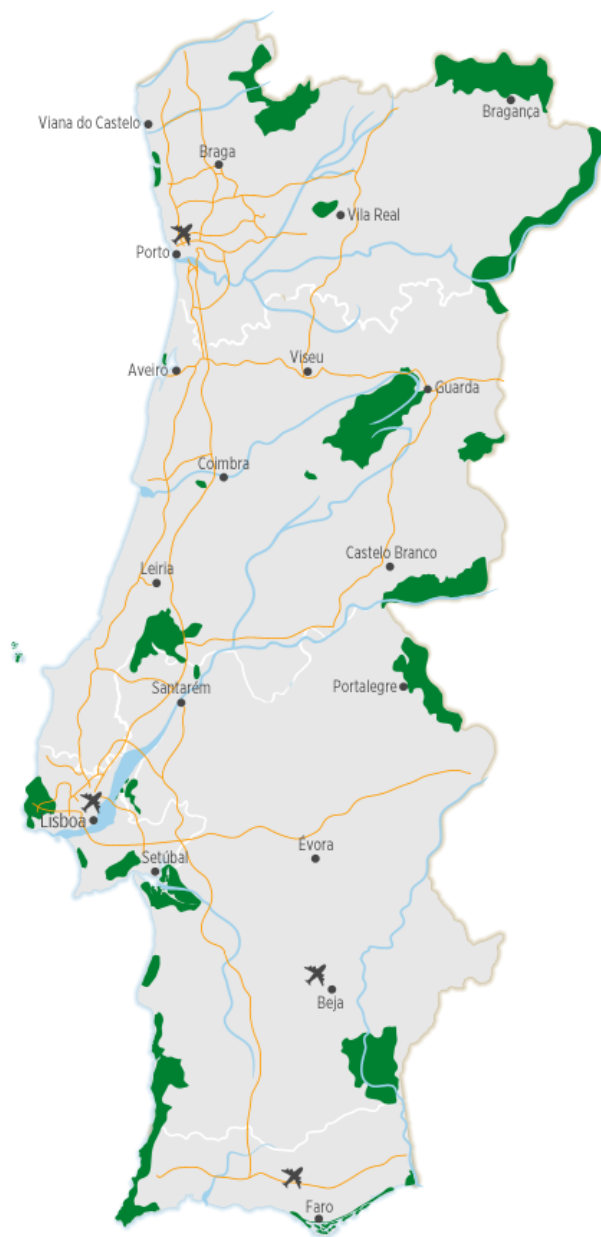 Viana do Castelo
Bragança
Braga
Vila Real
Porto
Aveiro
Viseu
Guarda
Coimbra
Castelo Branco
Leiria
Portalegre
Santarém
Lisboa
Évora
Setúbal
Beja
Faro